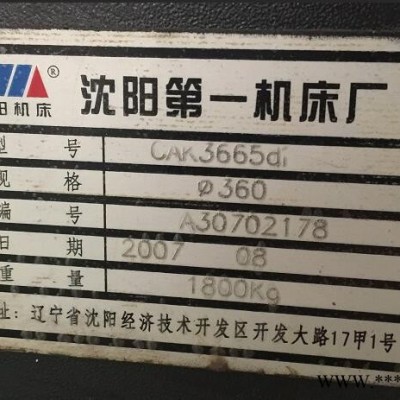 ® 沈阳第一机床厂
阳机床
型 号 CAK3665di
规 格 Ø360
编 号 A30702178
日 期 2007 08
重 量 1800Kg
址: 辽宁省沈阳经济技术开发区开发大路17甲1号
www.***